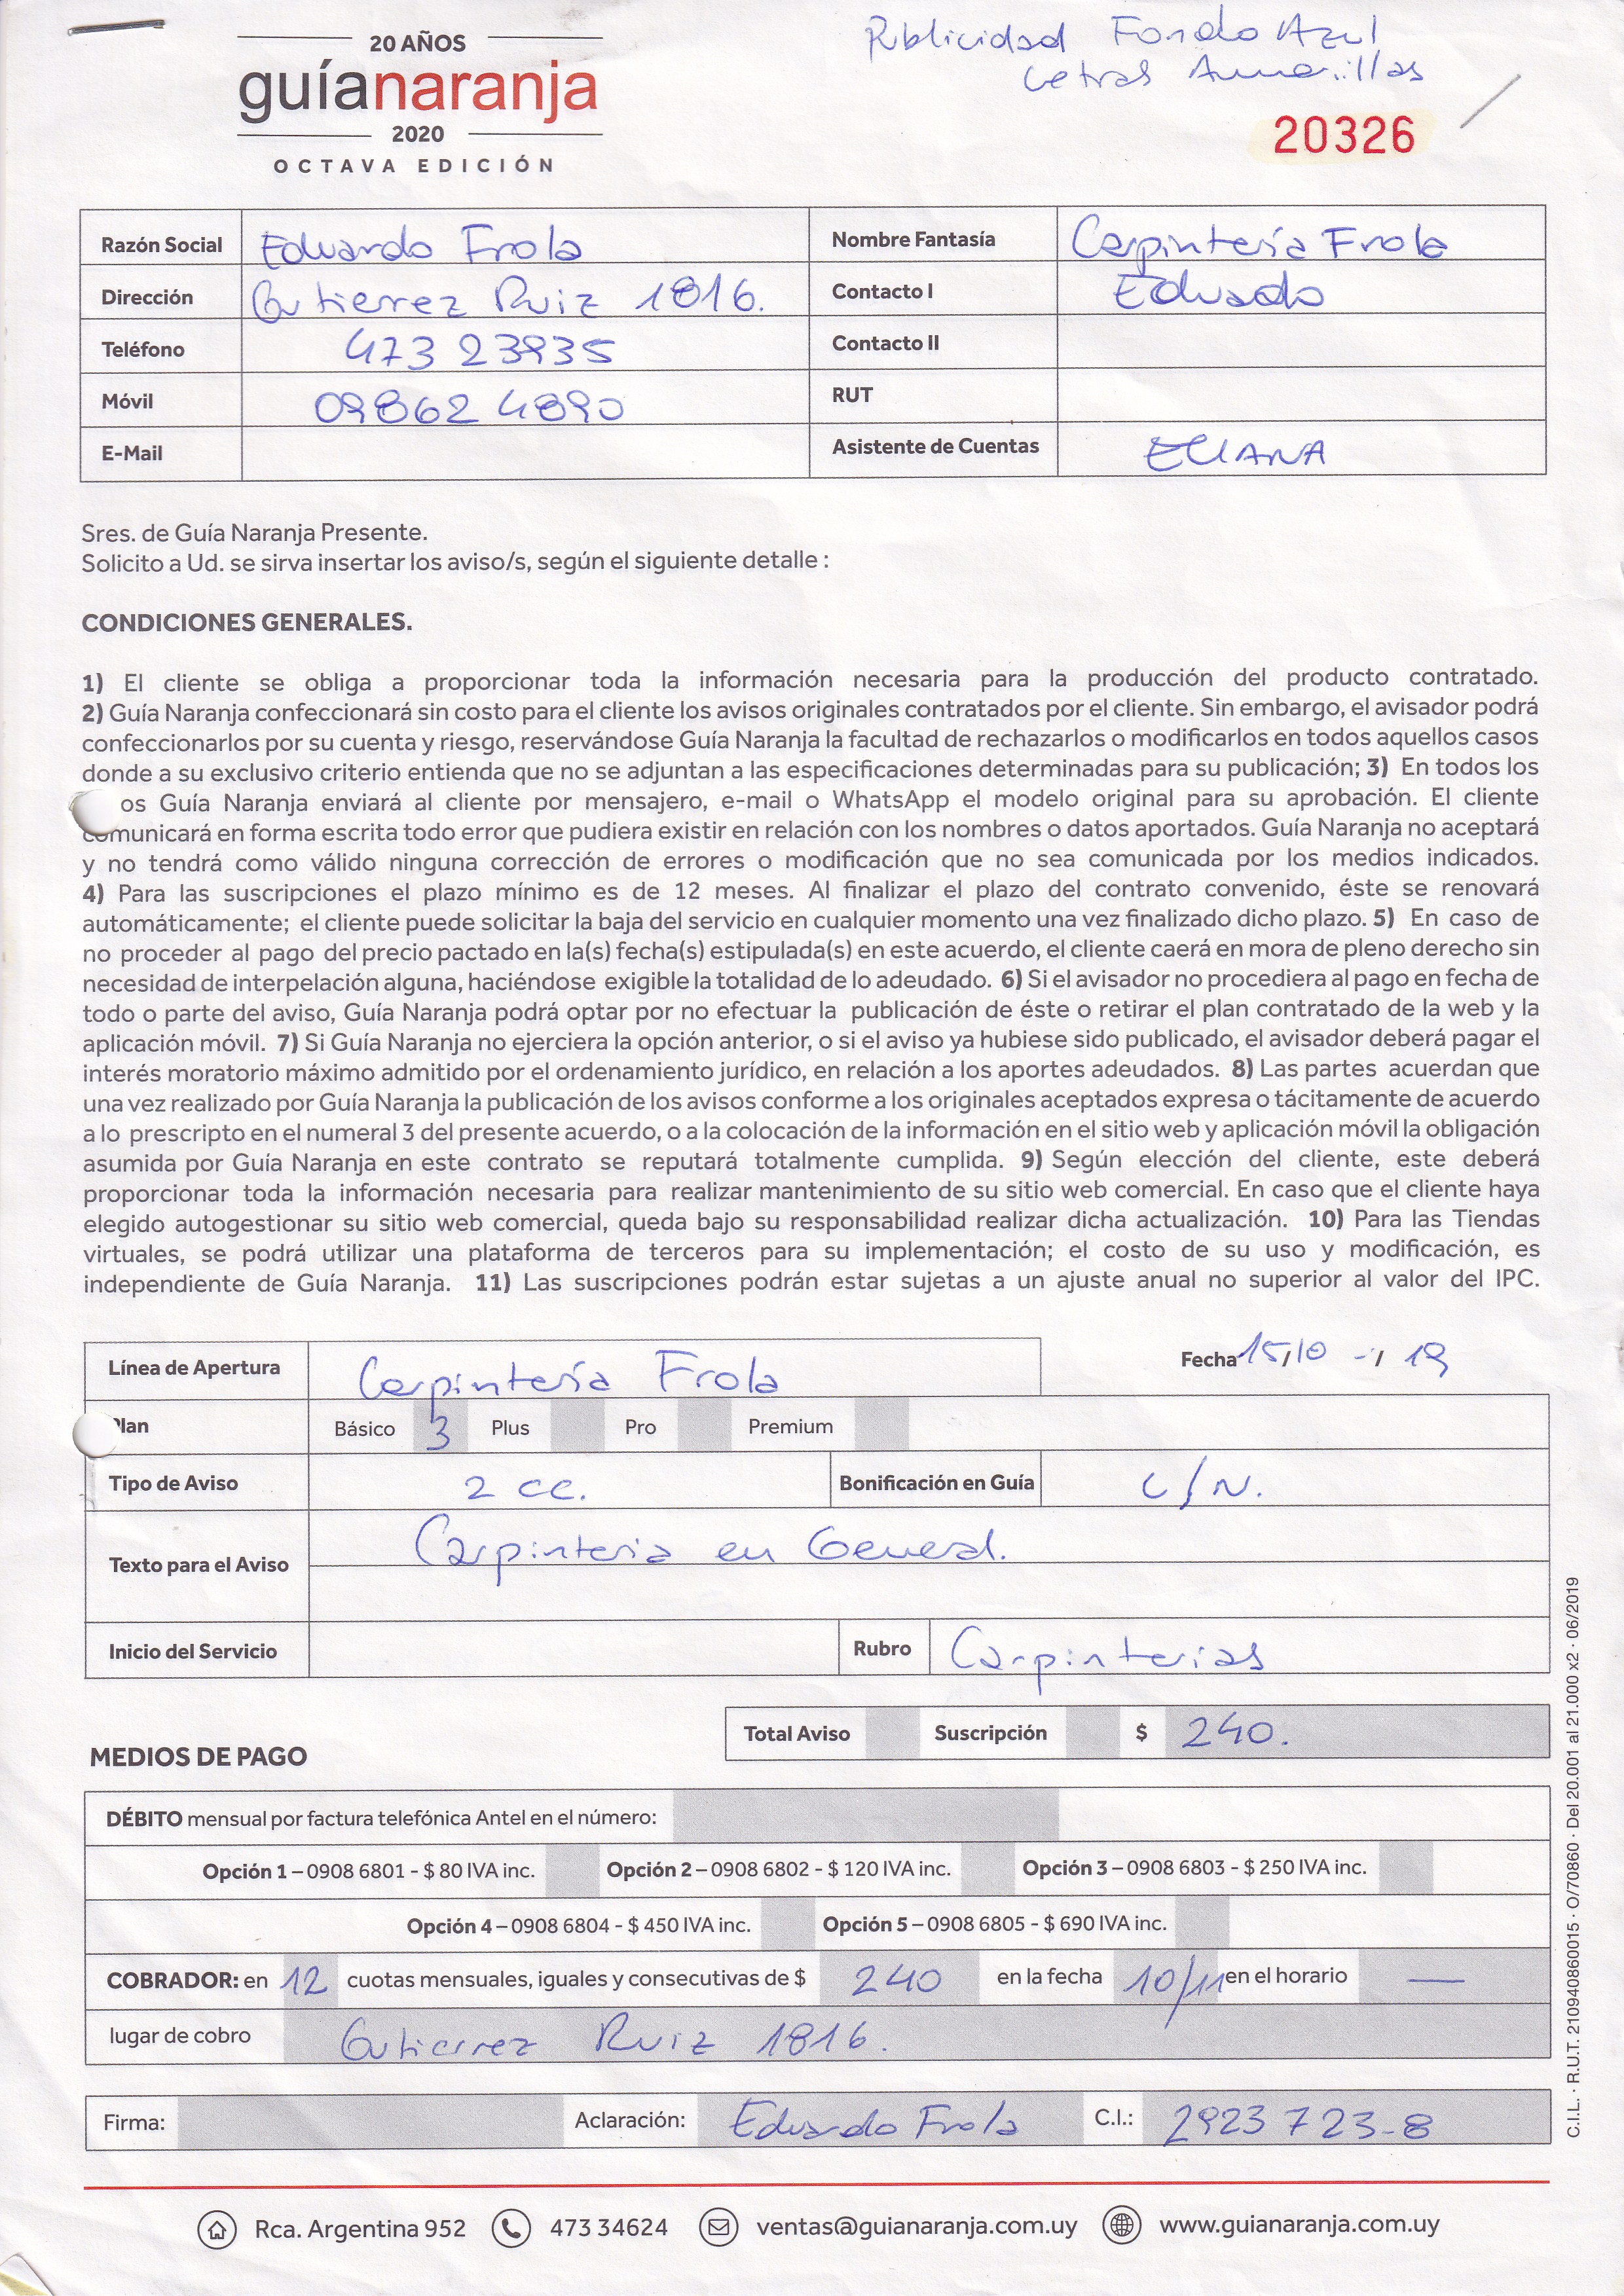 Publicidad Fondo Azul
Letras Amarillas
20 AÑOS
guíanaranja
2020
OCTAVA EDICIÓN
20326
Razón Social Eduardo Frola Nombre Fantasía Carpintería Frola
Dirección Gutierrez Ruiz 1816. Contacto I Eduardo
Teléfono 473 23935 Contacto II
Móvil 098624890 RUT
E-Mail Asistente de Cuentas ELIANA
Sres. de Guía Naranja Presente.
Solicito a Ud. se sirva insertar los aviso/s, según el siguiente detalle :
CONDICIONES GENERALES.
1) El cliente se obliga a proporcionar toda la información necesaria para la producción del producto contratado.
2) Guía Naranja confeccionará sin costo para el cliente los avisos originales contratados por el cliente. Sin embargo, el avisador podrá
confeccionarlos por su cuenta y riesgo, reservándose Guía Naranja la facultad de rechazarlos o modificarlos en todos aquellos casos
donde a su exclusivo criterio entienda que no se adjuntan a las especificaciones determinadas para su publicación; 3) En todos los
os Guía Naranja enviará al cliente por mensajero, e-mail o WhatsApp el modelo original para su aprobación. El cliente
comunicará en forma escrita todo error que pudiera existir en relación con los nombres o datos aportados. Guía Naranja no aceptará
y no tendrá como válido ninguna corrección de errores o modificación que no sea comunicada por los medios indicados.
4) Para las suscripciones el plazo mínimo es de 12 meses. Al finalizar el plazo del contrato convenido, éste se renovará
automáticamente; el cliente puede solicitar la baja del servicio en cualquier momento una vez finalizado dicho plazo. 5) En caso de
no proceder al pago del precio pactado en la(s) fecha(s) estipulada(s) en este acuerdo, el cliente caerá en mora de pleno derecho sin
necesidad de interpelación alguna, haciéndose exigible la totalidad de lo adeudado. 6) Si el avisador no procediera al pago en fecha de
todo o parte del aviso, Guía Naranja podrá optar por no efectuar la publicación de éste o retirar el plan contratado de la web y la
aplicación móvil. 7) Si Guía Naranja no ejerciera la opción anterior, o si el aviso ya hubiese sido publicado, el avisador deberá pagar el
interés moratorio máximo admitido por el ordenamiento jurídico, en relación a los aportes adeudados. 8) Las partes acuerdan que
una vez realizado por Guía Naranja la publicación de los avisos conforme a los originales aceptados expresa o tácitamente de acuerdo
a lo prescripto en el numeral 3 del presente acuerdo, o a la colocación de la información en el sitio web y aplicación móvil la obligación
asumida por Guía Naranja en este contrato se reputará totalmente cumplida. 9) Según elección del cliente, este deberá
proporcionar toda la información necesaria para realizar mantenimiento de su sitio web comercial. En caso que el cliente haya
elegido autogestionar su sitio web comercial, queda bajo su responsabilidad realizar dicha actualización. 10) Para las Tiendas
virtuales, se podrá utilizar una plataforma de terceros para su implementación; el costo de su uso y modificación, es
independiente de Guía Naranja. 11) Las suscripciones podrán estar sujetas a un ajuste anual no superior al valor del IPC.
Línea de Apertura Carpintería Frola Fecha 15/10 -/ 19
Plan Básico 3 Plus Pro Premium
Tipo de Aviso 2 cc. Bonificación en Guía C/N.
Texto para el Aviso Carpinteria en General.
Inicio del Servicio Rubro Carpinterias
Total Aviso Suscripción $ 240.
MEDIOS DE PAGO
DÉBITO mensual por factura telefónica Antel en el número:
Opción 1 – 0908 6801 - $ 80 IVA inc. Opción 2 – 0908 6802 - $ 120 IVA inc. Opción 3 – 0908 6803 - $ 250 IVA inc.
Opción 4 – 0908 6804 - $ 450 IVA inc. Opción 5 – 0908 6805 - $ 690 IVA inc.
COBRADOR: en 12 cuotas mensuales, iguales y consecutivas de $ 240 en la fecha 10/11 en el horario —
lugar de cobro Gutierrez Ruiz 1816.
Firma: Aclaración: Eduardo Frola C.I.: 2923 723-8
Rca. Argentina 952 473 34624 ventas@guianaranja.com.uy www.guianaranja.com.uy
C.I.L. · R.U.T. 210940860015 · O/70860 · Del 20.001 al 21.000 x2 · 06/2019